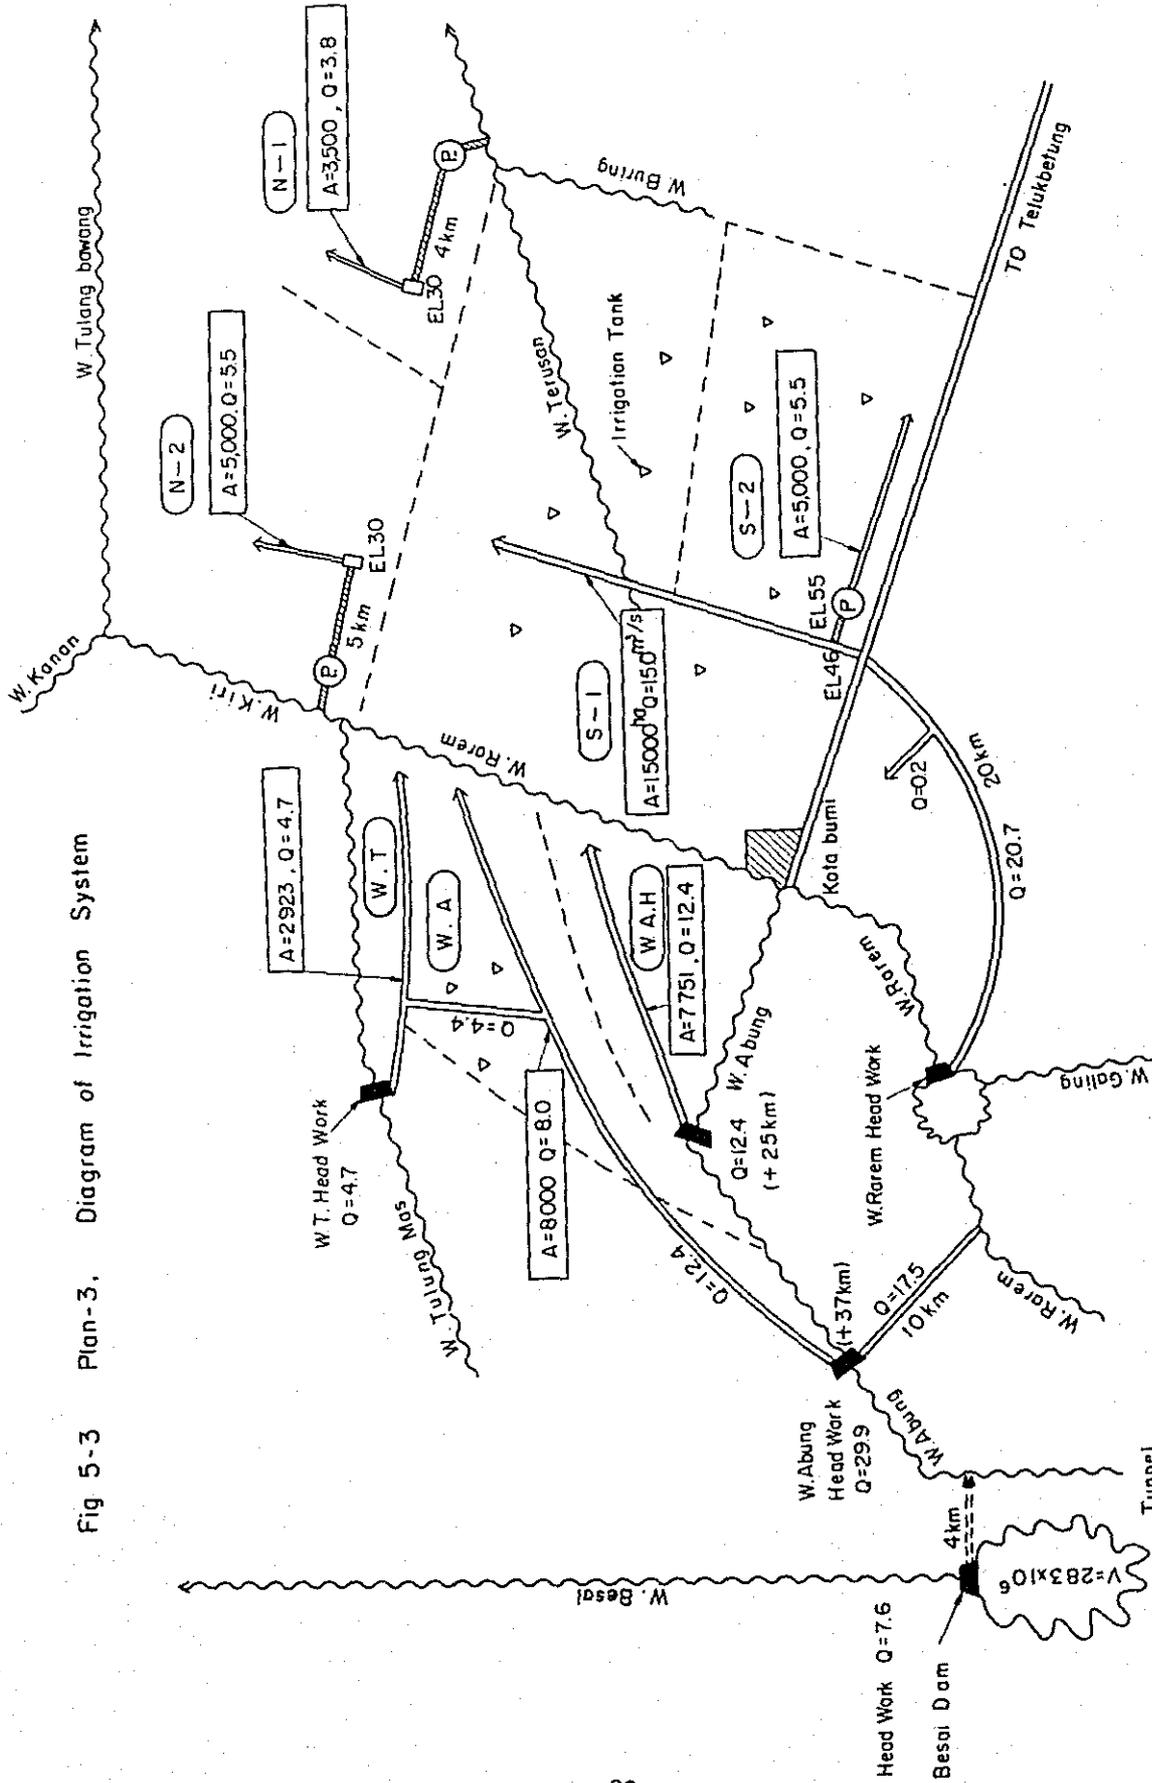 Fig 5-3 Plan-3, Diagram of Irrigation System
W. Tulang bawang
W. Kanan
W. Kiri
N-1
A=3,500, Q=3.8
P.
4km
EL30
N-2
A=5,000, Q=5.5
EL30
5km
P.
W. Buring
W. Terusan
Irrigation Tank
To Telukbetung
S-2
A=5,000, Q=5.5
EL55
P
EL46
S-1
A=15000ha Q=15.0m³/s
W. Rarem
A=2923, Q=4.7
W. T
W. A
Q=4.4
W.T. Head Work
Q=4.7
W. Tulung Mas
A=8000 Q=8.0
Q=12.4
W. A. H
A=7751, Q=12.4
W. Abung
Q=12.4
(+25km)
Kota bumi
Q=0.2
20km
Q=20.7
W. Rarem
W. Rarem Head Work
W. Galing
W. Rarem
Q=17.5
10km
(+37km)
W. Abung
Head Work
Q=29.9
W. Abung
4km
Tunnel
W. Besai
V=283x10⁶
Head Work Q=7.6
Besai Dam